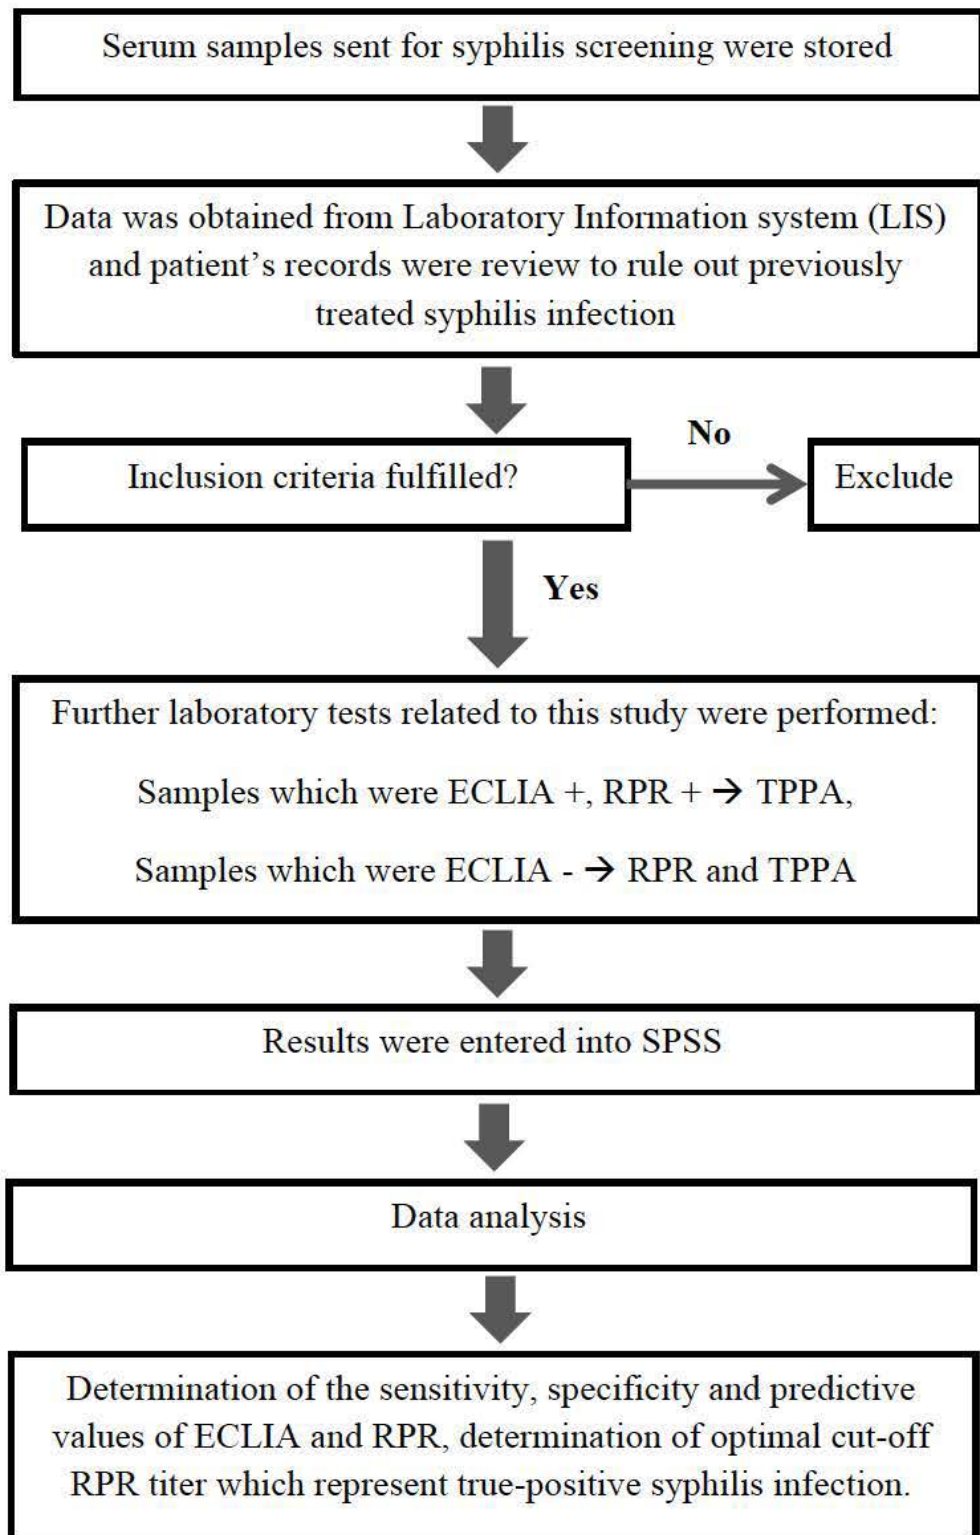 Serum samples sent for syphilis screening were stored
Data was obtained from Laboratory Information system (LIS)
and patient’s records were review to rule out previously
treated syphilis infection
Inclusion criteria fulfilled?
No
Exclude
Yes
Further laboratory tests related to this study were performed:
Samples which were ECLIA +, RPR + → TPPA,
Samples which were ECLIA - → RPR and TPPA
Results were entered into SPSS
Data analysis
Determination of the sensitivity, specificity and predictive
values of ECLIA and RPR, determination of optimal cut-off
RPR titer which represent true-positive syphilis infection.